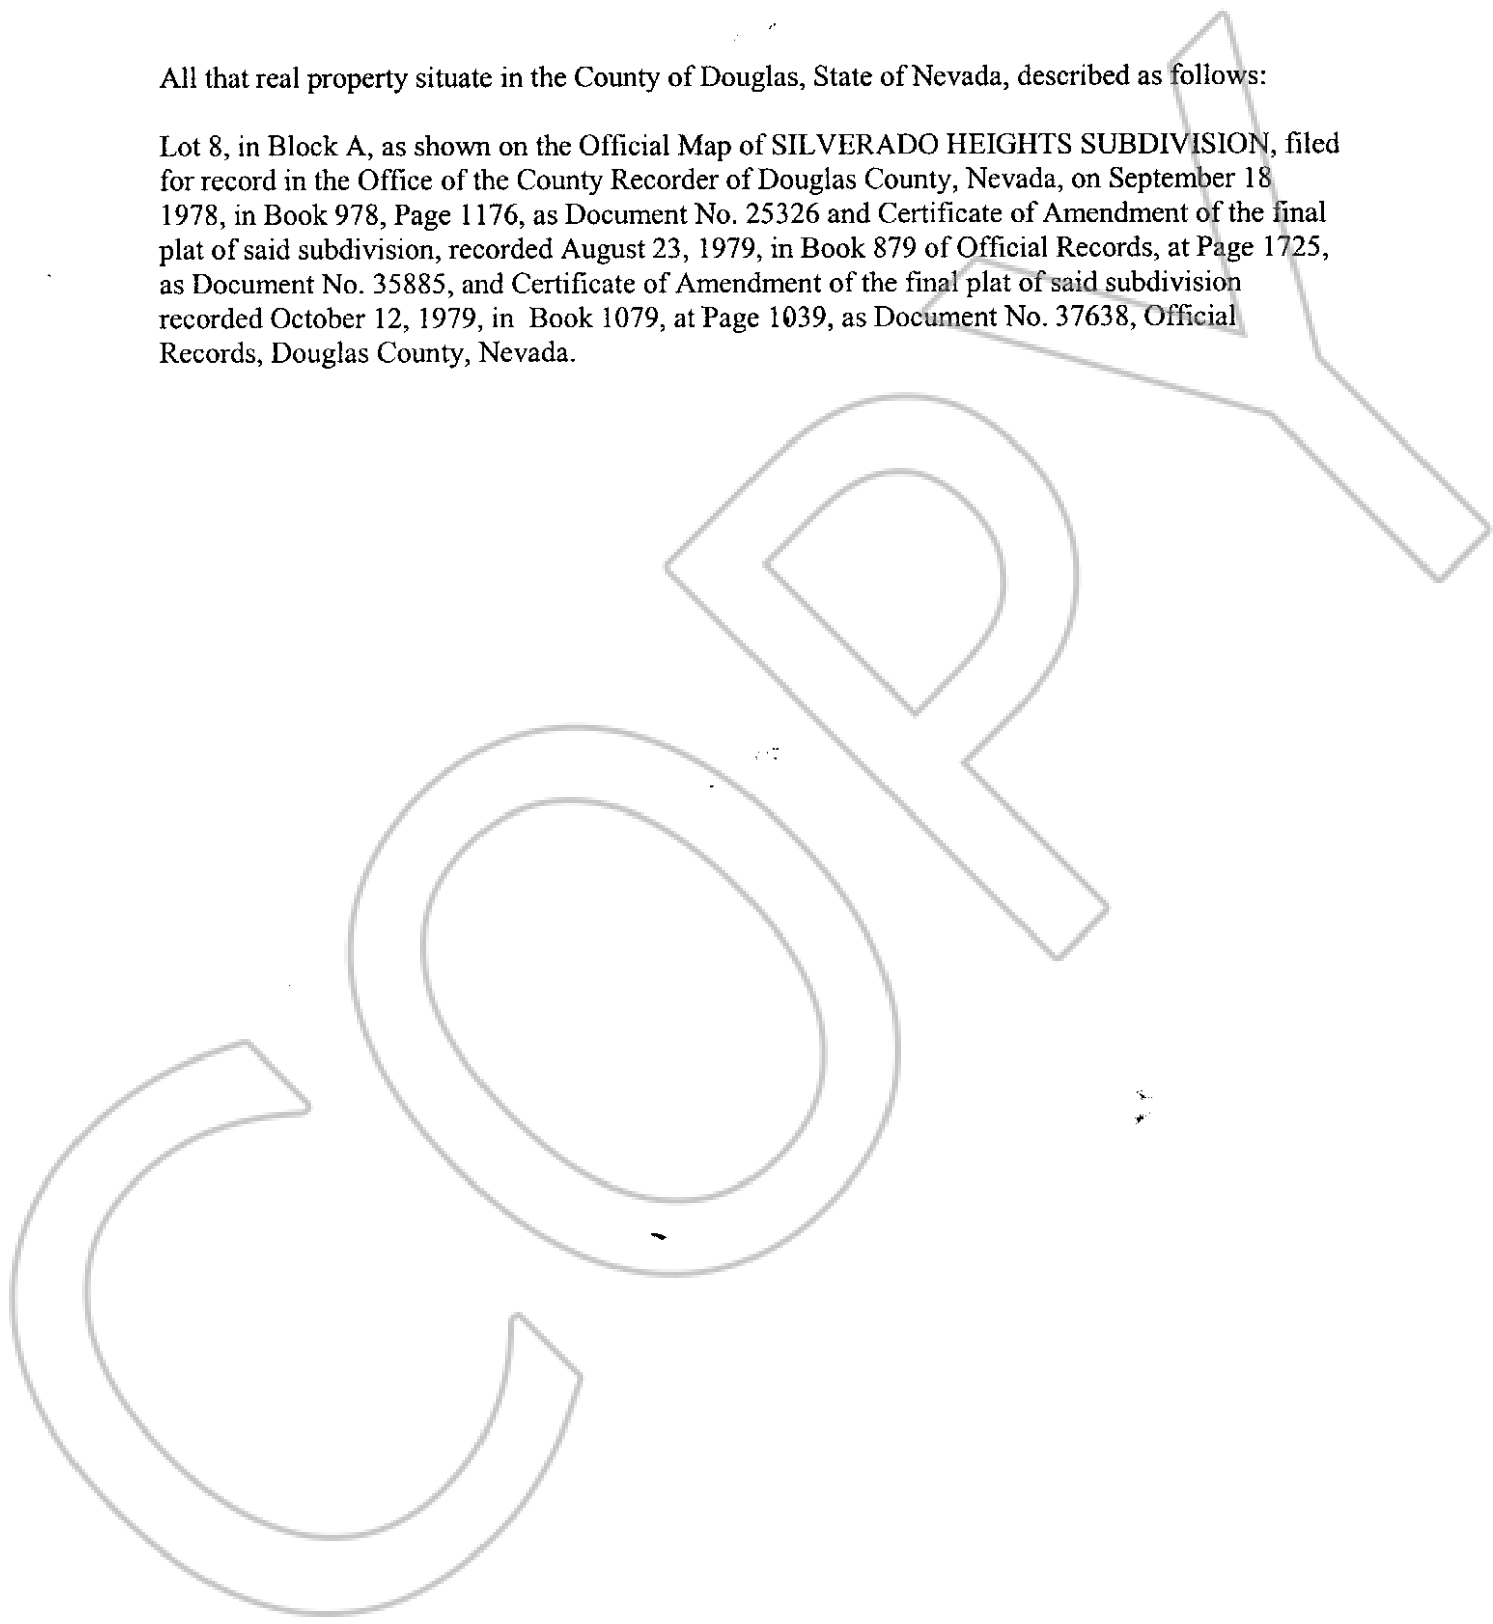 All that real property situate in the County of Douglas, State of Nevada, described as follows:
Lot 8, in Block A, as shown on the Official Map of SILVERADO HEIGHTS SUBDIVISION, filed
for record in the Office of the County Recorder of Douglas County, Nevada, on September 18
1978, in Book 978, Page 1176, as Document No. 25326 and Certificate of Amendment of the final
plat of said subdivision, recorded August 23, 1979, in Book 879 of Official Records, at Page 1725,
as Document No. 35885, and Certificate of Amendment of the final plat of said subdivision
recorded October 12, 1979, in Book 1079, at Page 1039, as Document No. 37638, Official
Records, Douglas County, Nevada.
COPY